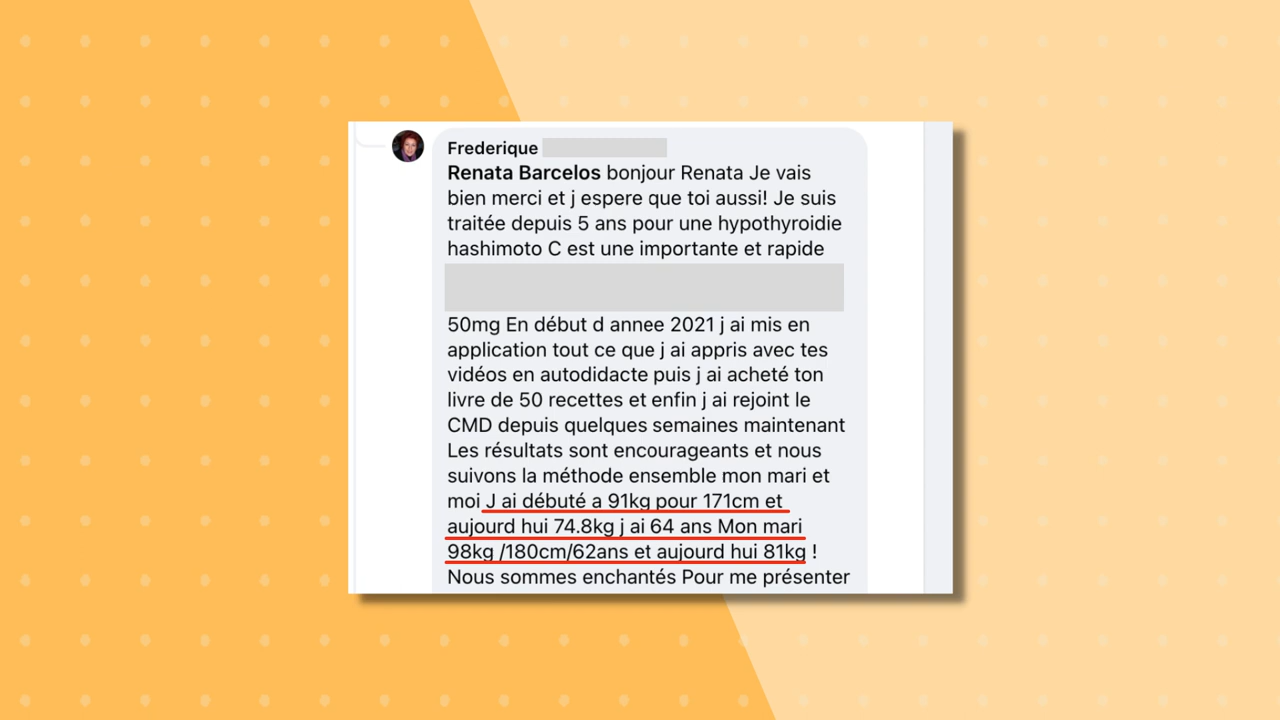 Frederique
Renata Barcelos bonjour Renata Je vais
bien merci et j espere que toi aussi! Je suis
traitée depuis 5 ans pour une hypothyroidie
hashimoto C est une importante et rapide
50mg En début d annee 2021 j ai mis en
application tout ce que j ai appris avec tes
vidéos en autodidacte puis j ai acheté ton
livre de 50 recettes et enfin j ai rejoint le
CMD depuis quelques semaines maintenant
Les résultats sont encourageants et nous
suivons la méthode ensemble mon mari et
moi J ai débuté a 91kg pour 171cm et
aujourd hui 74.8kg j ai 64 ans Mon mari
98kg /180cm/62ans et aujourd hui 81kg !
Nous sommes enchantés Pour me présenter